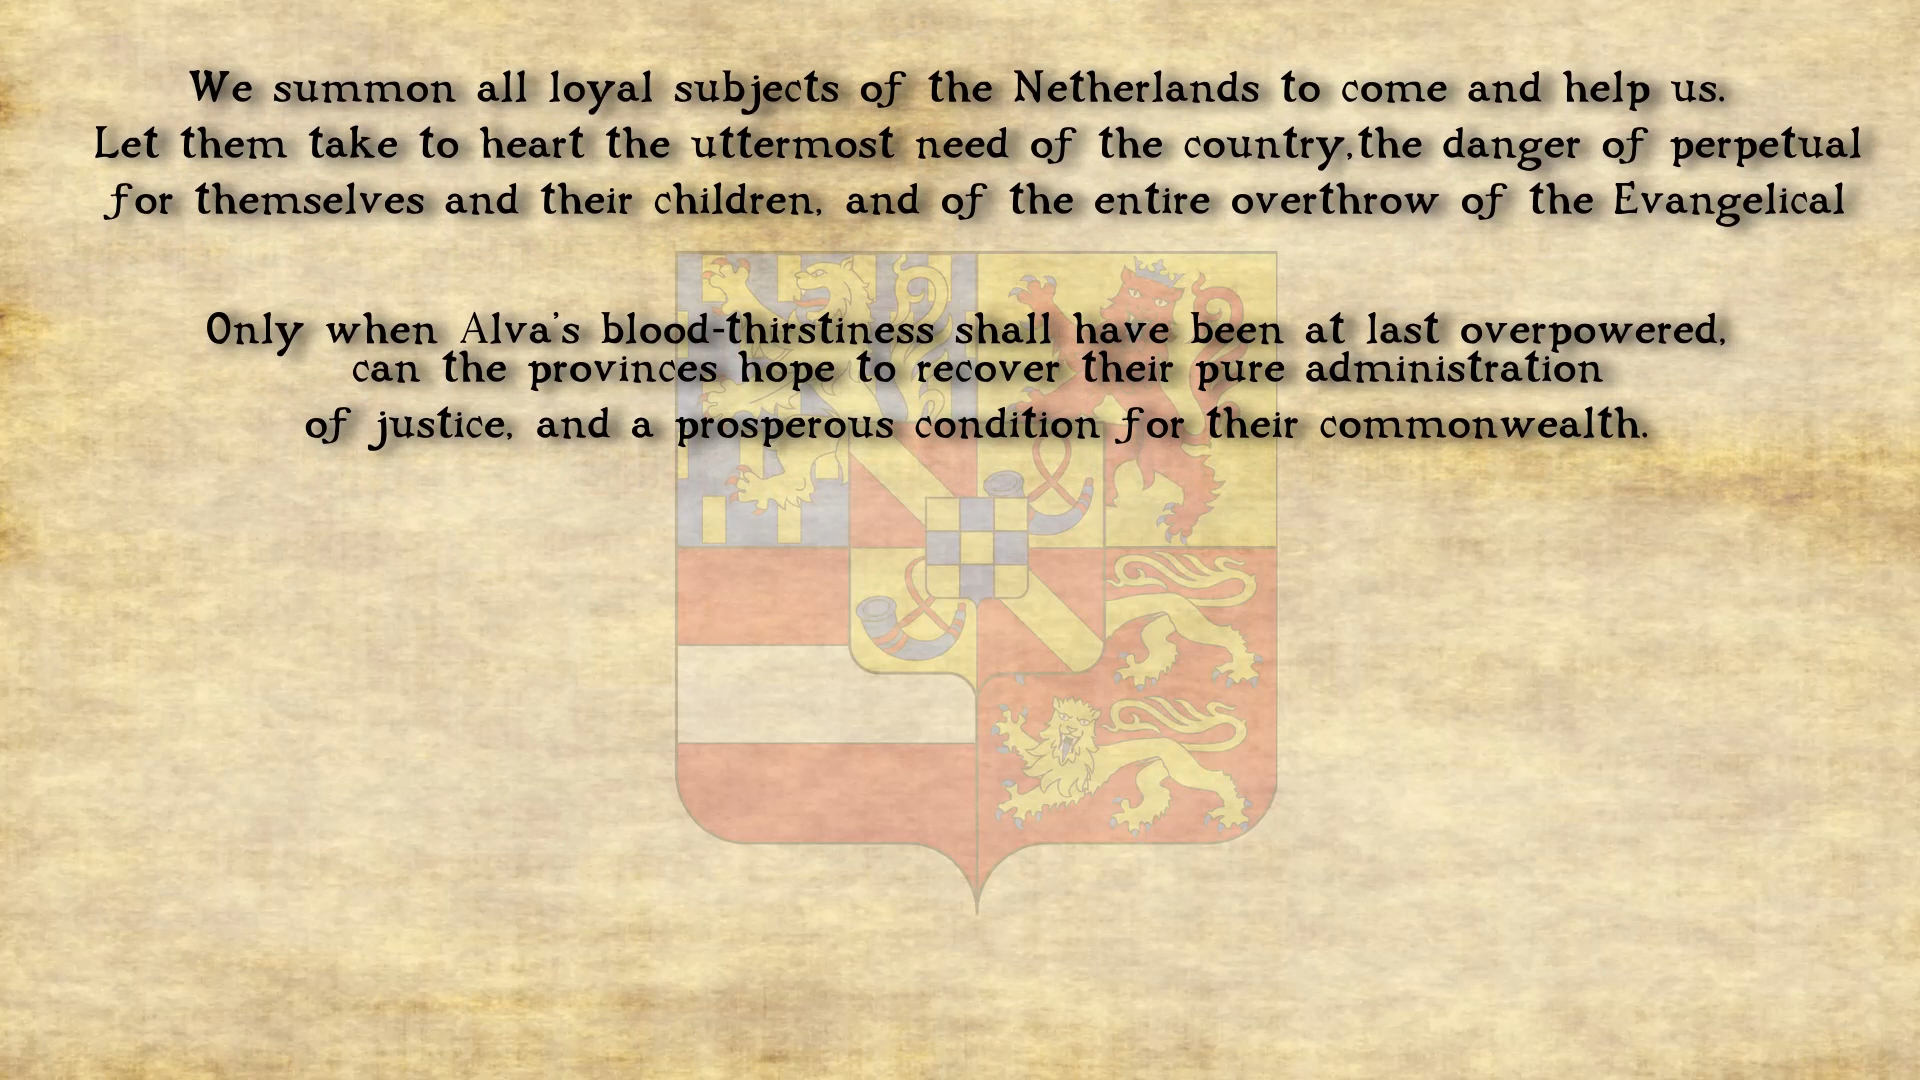 We summon all loyal subjects of the Netherlands to come and help us.
Let them take to heart the uttermost need of the country,the danger of perpetual
for themselves and their children, and of the entire overthrow of the Evangelical
Only when Alva's blood-thirstiness shall have been at last overpowered,
can the provinces hope to recover their pure administration
of justice, and a prosperous condition for their commonwealth.